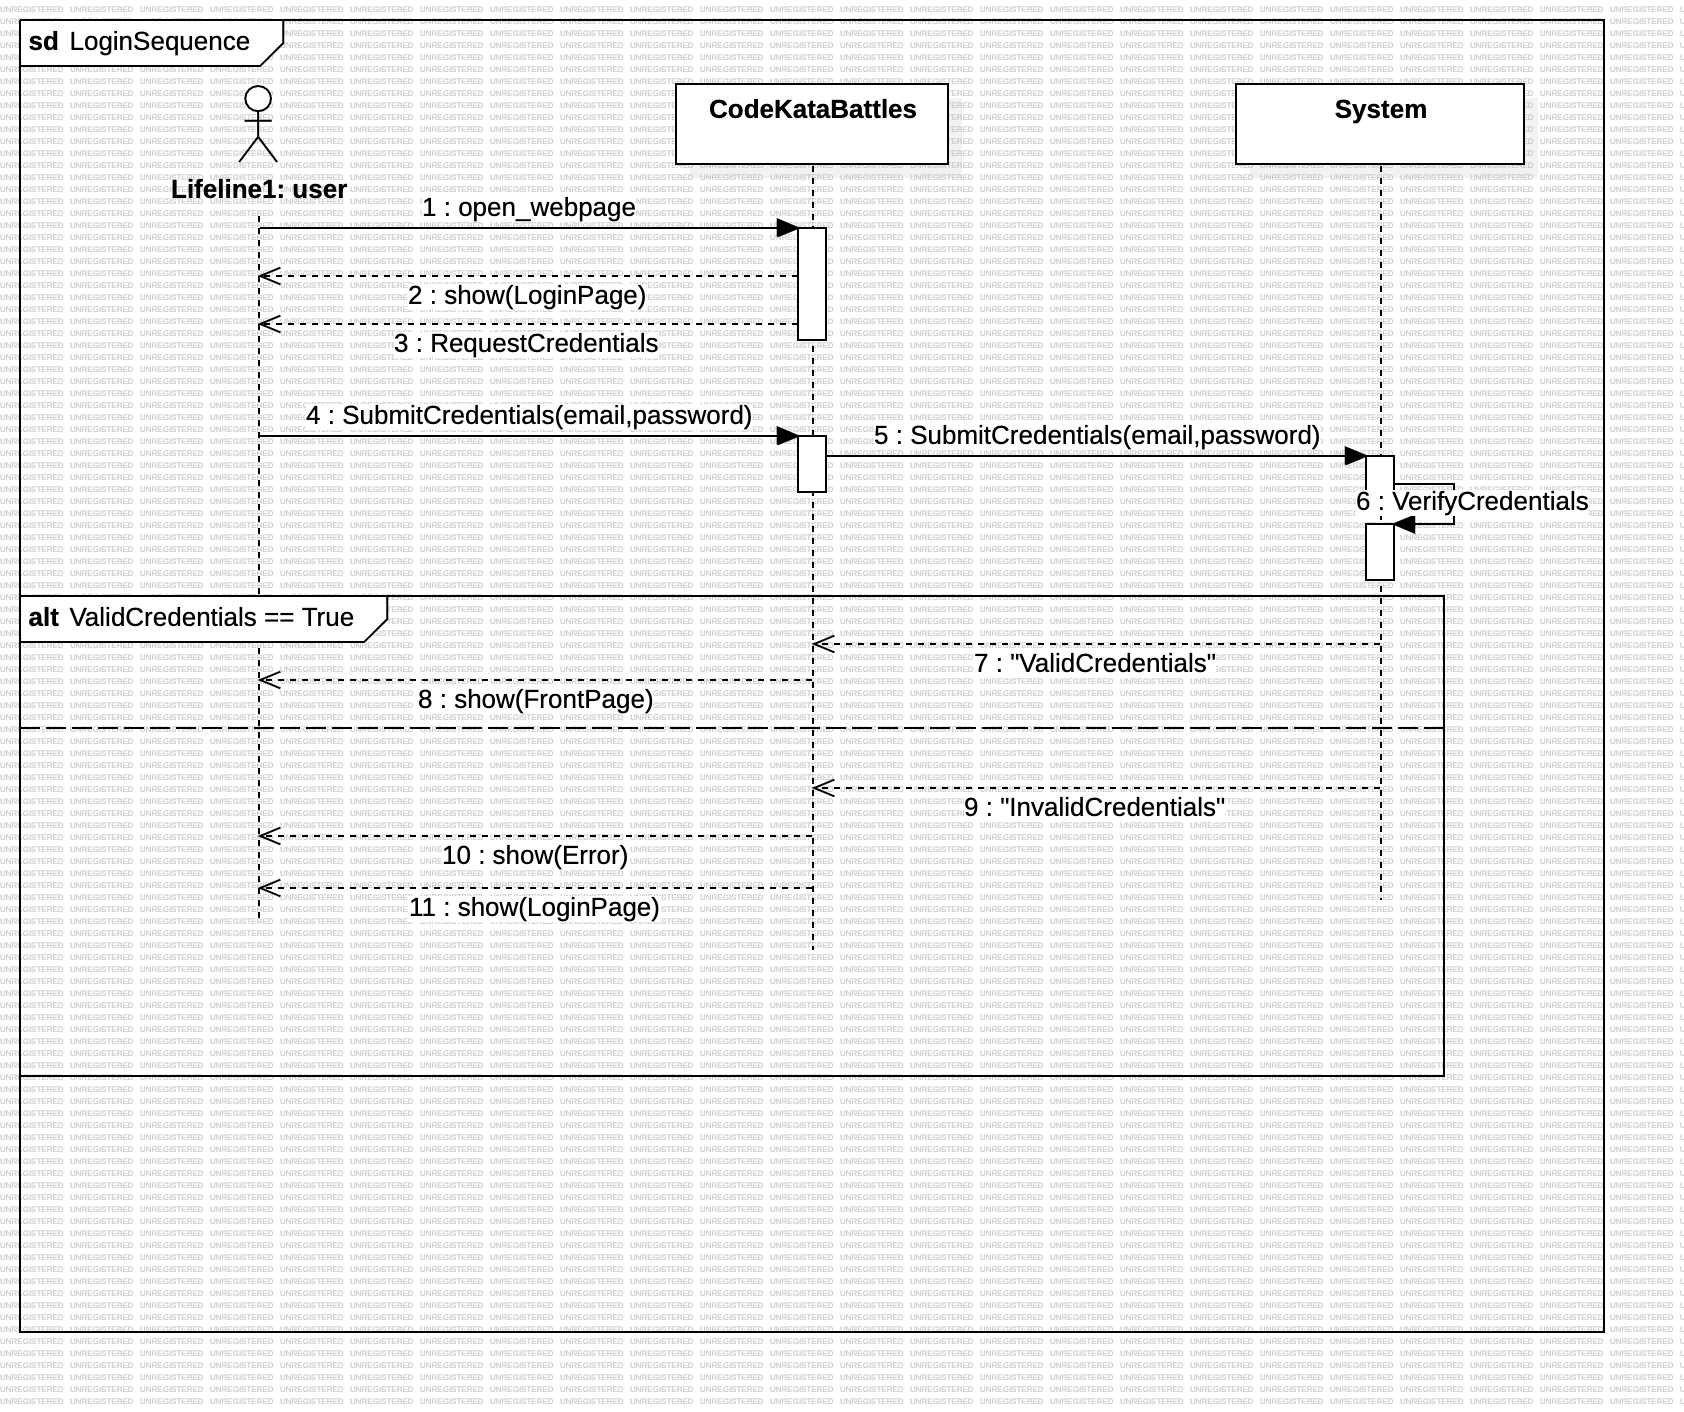 sd LoginSequence
CodeKataBattles
System
Lifeline1: user
1 : open_webpage
2 : show(LoginPage)
3 : RequestCredentials
4 : SubmitCredentials(email,password)
5 : SubmitCredentials(email,password)
6 : VerifyCredentials
alt ValidCredentials == True
7 : "ValidCredentials"
8 : show(FrontPage)
9 : "InvalidCredentials"
10 : show(Error)
11 : show(LoginPage)
UNREGISTERED